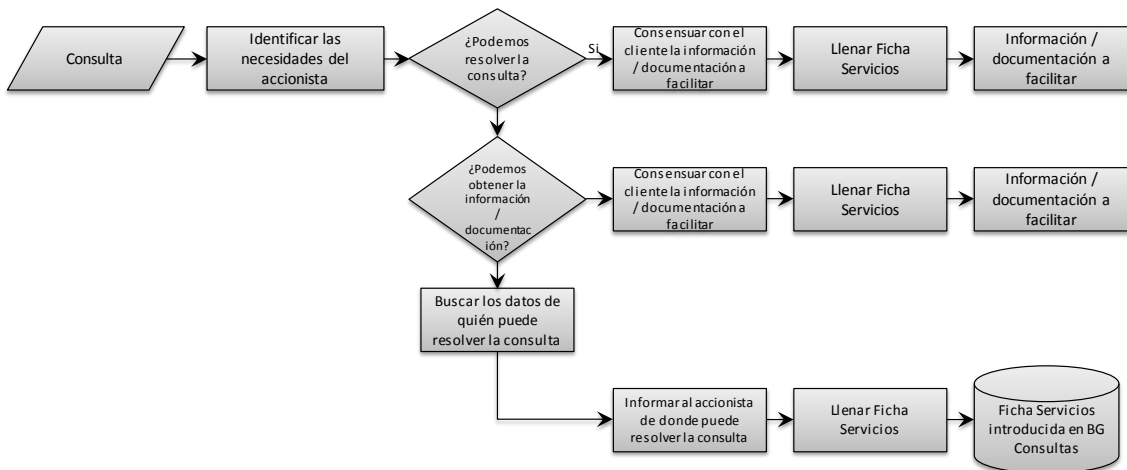 Consulta
Identificar las
necesidades del
accionista
¿Podemos
resolver la
consulta?
Si
Consensuar con el
cliente la información
/ documentación a
facilitar
Llenar Ficha
Servicios
Información /
documentación a
facilitar
¿Podemos
obtener la
información
/
documentac
ión?
Consensuar con el
cliente la información
/ documentación a
facilitar
Llenar Ficha
Servicios
Información /
documentación a
facilitar
Buscar los datos de
quién puede
resolver la consulta
Informar al accionista
de donde puede
resolver la consulta
Llenar Ficha
Servicios
Ficha Servicios
introducida en BG
Consultas